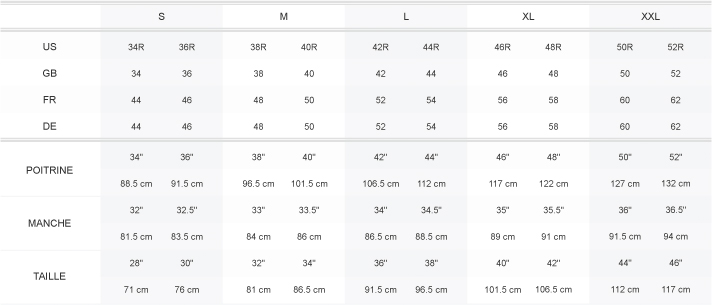 S M L XL XXL
US 34R 36R 38R 40R 42R 44R 46R 48R 50R 52R
GB 34 36 38 40 42 44 46 48 50 52
FR 44 46 48 50 52 54 56 58 60 62
DE 44 46 48 50 52 54 56 58 60 62
34" 36" 38" 40" 42" 44" 46" 48" 50" 52"
POITRINE
88.5 cm 91.5 cm 96.5 cm 101.5 cm 106.5 cm 112 cm 117 cm 122 cm 127 cm 132 cm
32" 32.5" 33" 33.5" 34" 34.5" 35" 35.5" 36" 36.5"
MANCHE
81.5 cm 83.5 cm 84 cm 86 cm 86.5 cm 88.5 cm 89 cm 91 cm 91.5 cm 94 cm
28" 30" 32" 34" 36" 38" 40" 42" 44" 46"
TAILLE
71 cm 76 cm 81 cm 86.5 cm 91.5 cm 96.5 cm 101.5 cm 106.5 cm 112 cm 117 cm